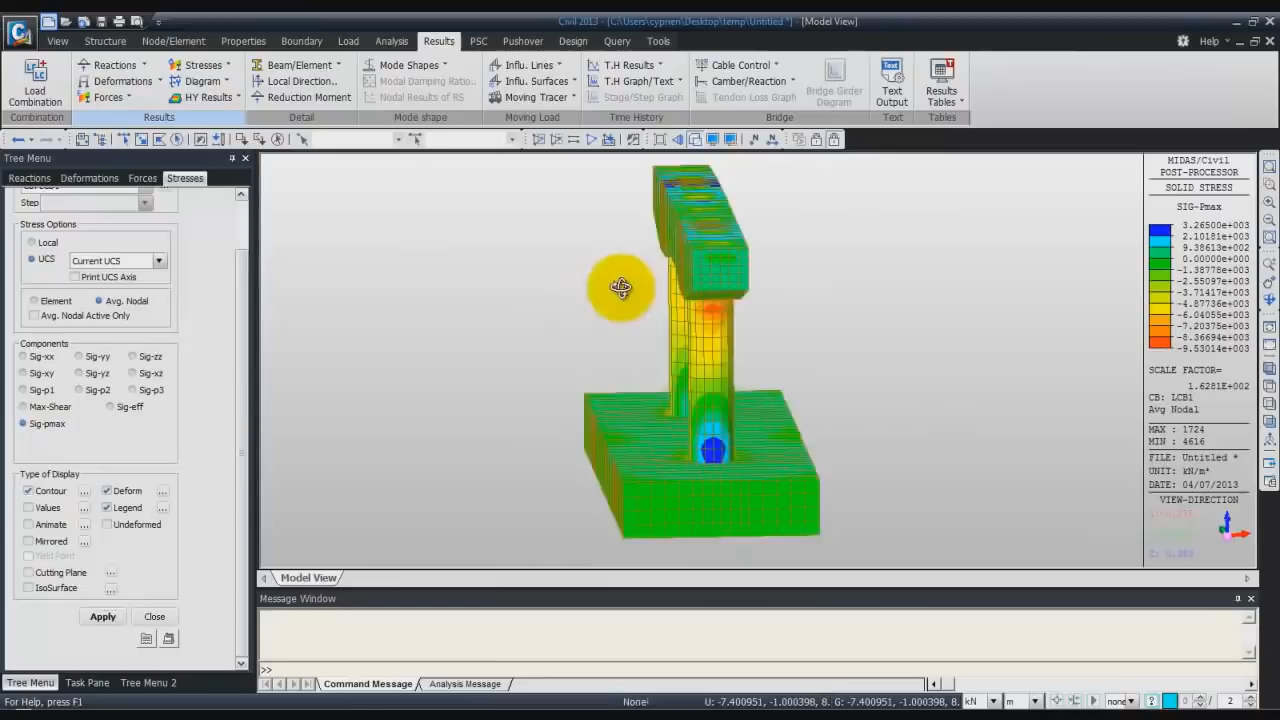 Civil 2013 - [C:\Users\cyprien\Desktop\temp\Untitled *] - [Model View]
View Structure Node/Element Properties Boundary Load Analysis Results PSC Pushover Design Query Tools Help
Load Combination
Reactions
Deformations
Forces
Stresses
Diagram
HY Results
Beam/Element
Local Direction..
Reduction Moment
Mode Shapes
Modal Damping Ratio..
Nodal Results of RS
Influ. Lines
Influ. Surfaces
Moving Tracer
T.H Results
T.H Graph/Text
Stage/Step Graph
Cable Control
Camber/Reaction
Tendon Loss Graph
Bridge Girder Diagram
Text Output
Results Tables
Combination Results Detail Mode shape Moving Load Time History Bridge Text Tables
Tree Menu
Reactions Deformations Forces Stresses
Step
Stress Options
Local
UCS Current UCS
Print UCS Axis
Element Avg. Nodal
Avg. Nodal Active Only
Components
Sig-xx Sig-yy Sig-zz
Sig-xy Sig-yz Sig-xz
Sig-p1 Sig-p2 Sig-p3
Max-Shear Sig-eff
Sig-pmax
Type of Display
Contour ... Deform ...
Values ... Legend ...
Animate ... Undeformed
Mirrored ...
Yield Point
Cutting Plane ...
IsoSurface ...
Apply Close
MIDAS/Civil
POST-PROCESSOR
SOLID STRESS
SIG-Pmax
3.26500e+003
2.10181e+003
9.38613e+002
0.00000e+000
-1.38778e+003
-2.55097e+003
-3.71417e+003
-4.87736e+003
-6.04055e+003
-7.20375e+003
-8.36694e+003
-9.53014e+003
SCALE FACTOR=
1.6281E+002
CB: LCB1
Avg Nodal
MAX : 1724
MIN : 4616
FILE: Untitled *
UNIT: kN/m²
DATE: 04/07/2013
VIEW-DIRECTION
Model View
Message Window
>>
Tree Menu Task Pane Tree Menu 2
Command Message Analysis Message
For Help, press F1 None! U: -7.400951, -1.000398, 8. G: -7.400951, -1.000398, 8. kN m none 0 / 2